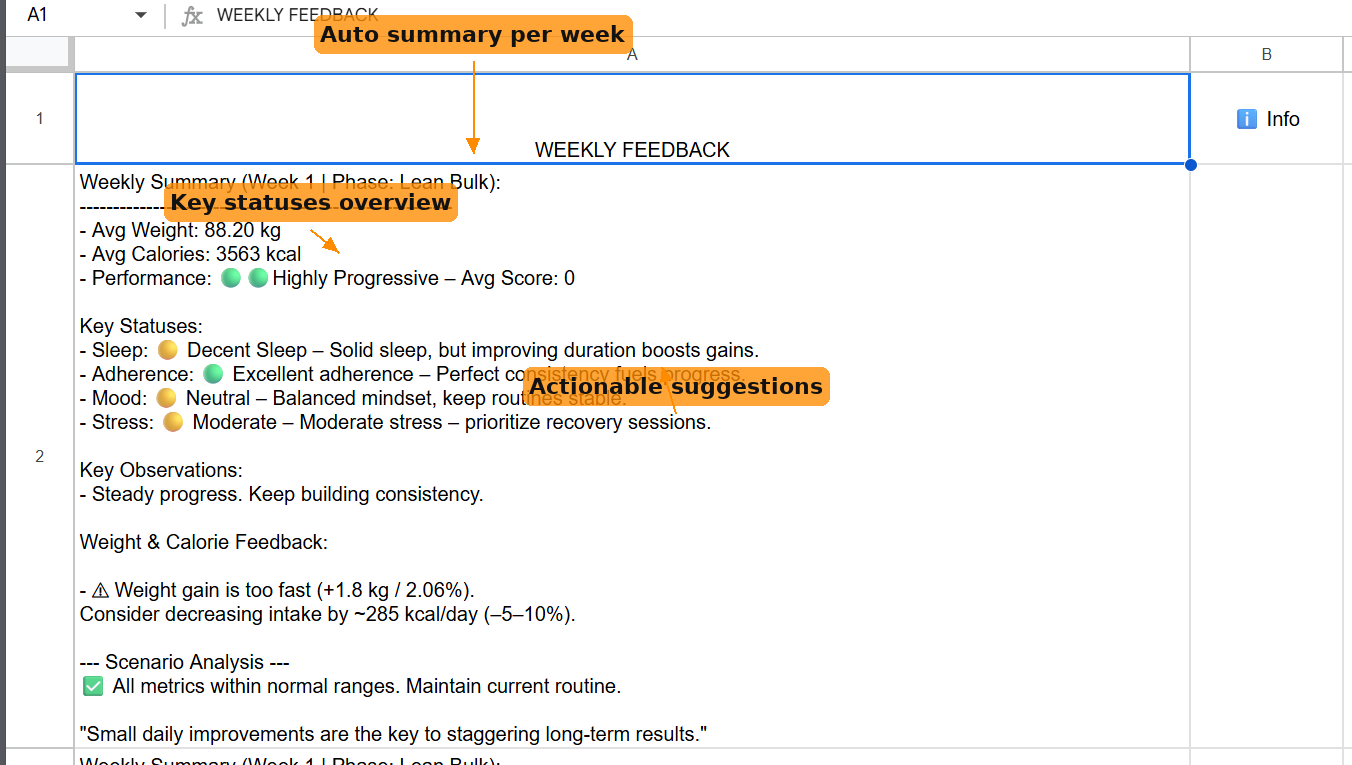 A1
fx WEEKLY FEEDBACK
Auto summary per week
A
B
1
WEEKLY FEEDBACK
ℹ️ Info
2
Weekly Summary (Week 1 | Phase: Lean Bulk):
Key statuses overview
- Avg Weight: 88.20 kg
- Avg Calories: 3563 kcal
- Performance: 🟢 🟢 Highly Progressive – Avg Score: 0
Key Statuses:
- Sleep: 🟡 Decent Sleep – Solid sleep, but improving duration boosts gains.
- Adherence: 🟢 Excellent adherence – Perfect consistency fuels progress.
Actionable suggestions
- Mood: 🟡 Neutral – Balanced mindset, keep routines stable.
- Stress: 🟡 Moderate – Moderate stress – prioritize recovery sessions.
Key Observations:
- Steady progress. Keep building consistency.
Weight & Calorie Feedback:
- ⚠ Weight gain is too fast (+1.8 kg / 2.06%).
Consider decreasing intake by ~285 kcal/day (–5–10%).
--- Scenario Analysis ---
✅ All metrics within normal ranges. Maintain current routine.
"Small daily improvements are the key to staggering long-term results."
Weekly Summary (Week 1 | Phase: Lean Bulk):